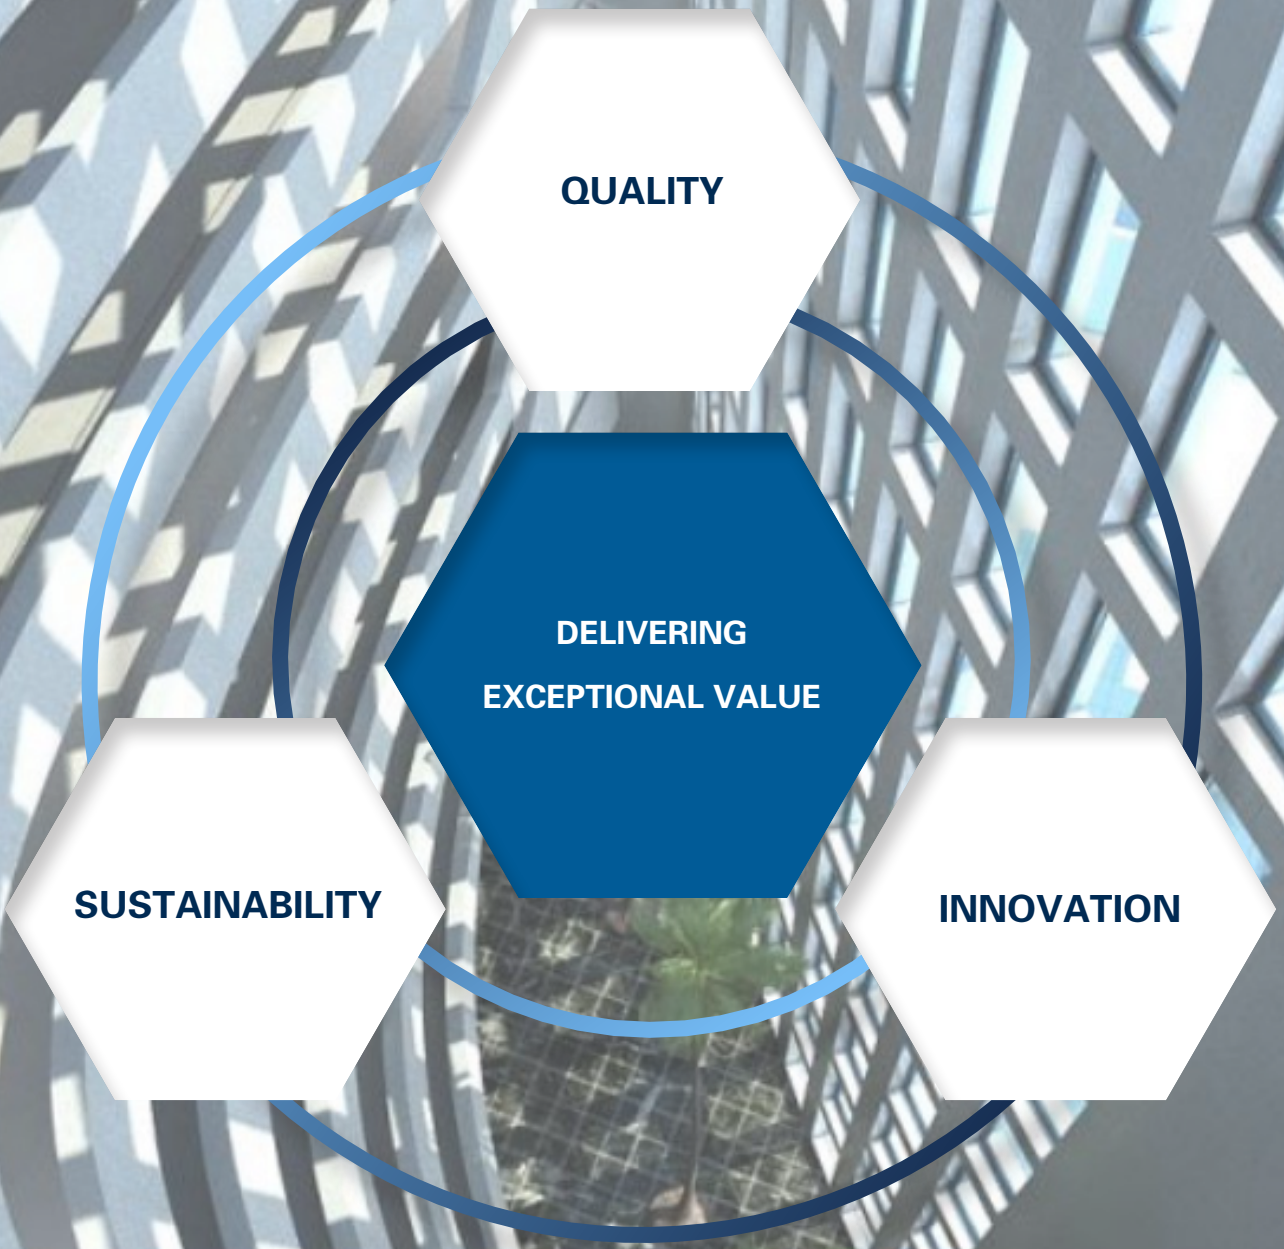 QUALITY
DELIVERING
EXCEPTIONAL VALUE
SUSTAINABILITY
INNOVATION